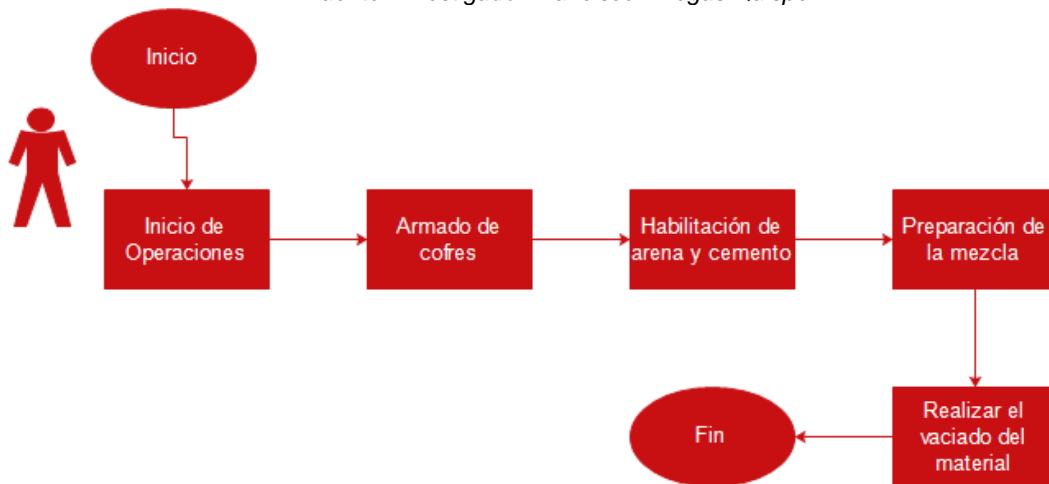 Inicio
Inicio de
Operaciones
Armado de
cofres
Habilitación de
arena y cemento
Preparación de
la mezcla
Realizar el
vaciado del
material
Fin